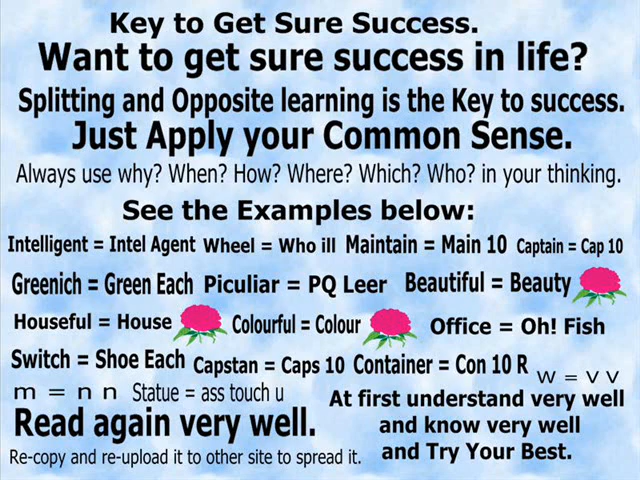 Key to Get Sure Success.
Want to get sure success in life?
Splitting and Opposite learning is the Key to success.
Just Apply your Common Sense.
Always use why? When? How? Where? Which? Who? in your thinking.
See the Examples below:
Intelligent = Intel Agent Wheel = Who ill Maintain = Main 10 Captain = Cap 10
Greenich = Green Each Piculiar = PQ Leer Beautiful = Beauty
Houseful = House Colourful = Colour Office = Oh! Fish
Switch = Shoe Each Capstan = Caps 10 Container = Con 10 R W = V V
m = n n Statue = ass touch u
Read again very well.
Re-copy and re-upload it to other site to spread it.
At first understand very well
and know very well
and Try Your Best.